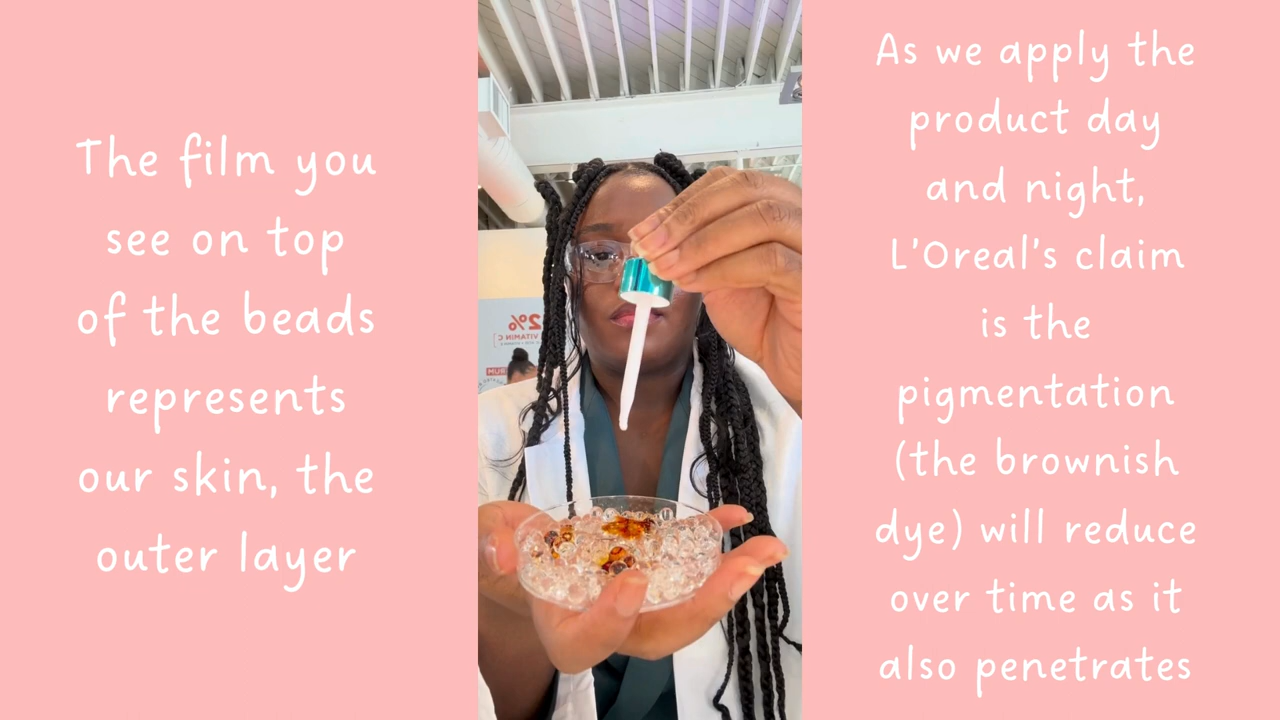 The film you
see on top
of the beads
represents
our skin, the
outer layer
2%
VITAMIN C
As we apply the
product day
and night,
L'Oreal's claim
is the
pigmentation
(the brownish
dye) will reduce
over time as it
also penetrates